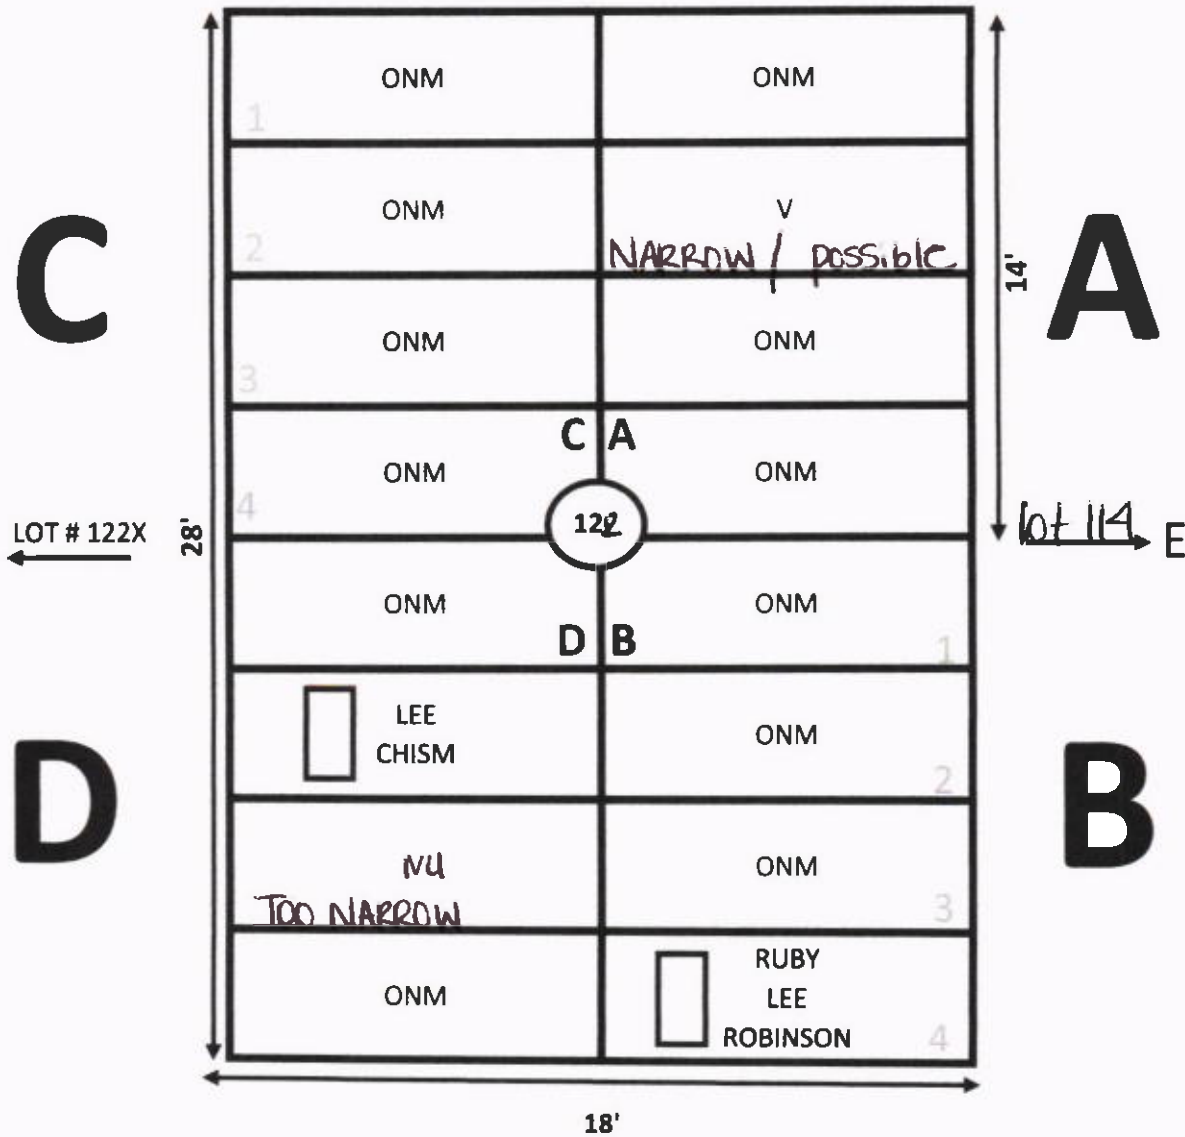 ONM ONM
1
ONM V
2 NARROW / possible
C A
14'
ONM ONM
3
C A
ONM ONM
4
122
LOT # 122X 28' lot 114 E
ONM ONM
D B 1
LEE
CHISM
ONM
2
D B
NU
TOO NARROW
ONM
3
ONM
RUBY
LEE
ROBINSON
4
18'